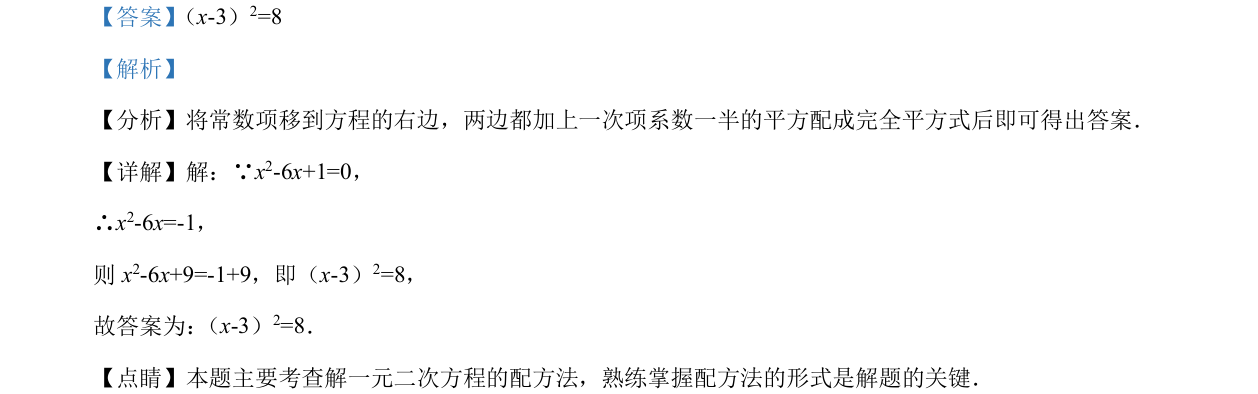 【答案】（x-3）²=8
【解析】
【分析】将常数项移到方程的右边，两边都加上一次项系数一半的平方配成完全平方式后即可得出答案．
【详解】解：∵x²-6x+1=0，
∴x²-6x=-1，
则 x²-6x+9=-1+9，即（x-3）²=8，
故答案为：（x-3）²=8．
【点睛】本题主要考查解一元二次方程的配方法，熟练掌握配方法的形式是解题的关键．